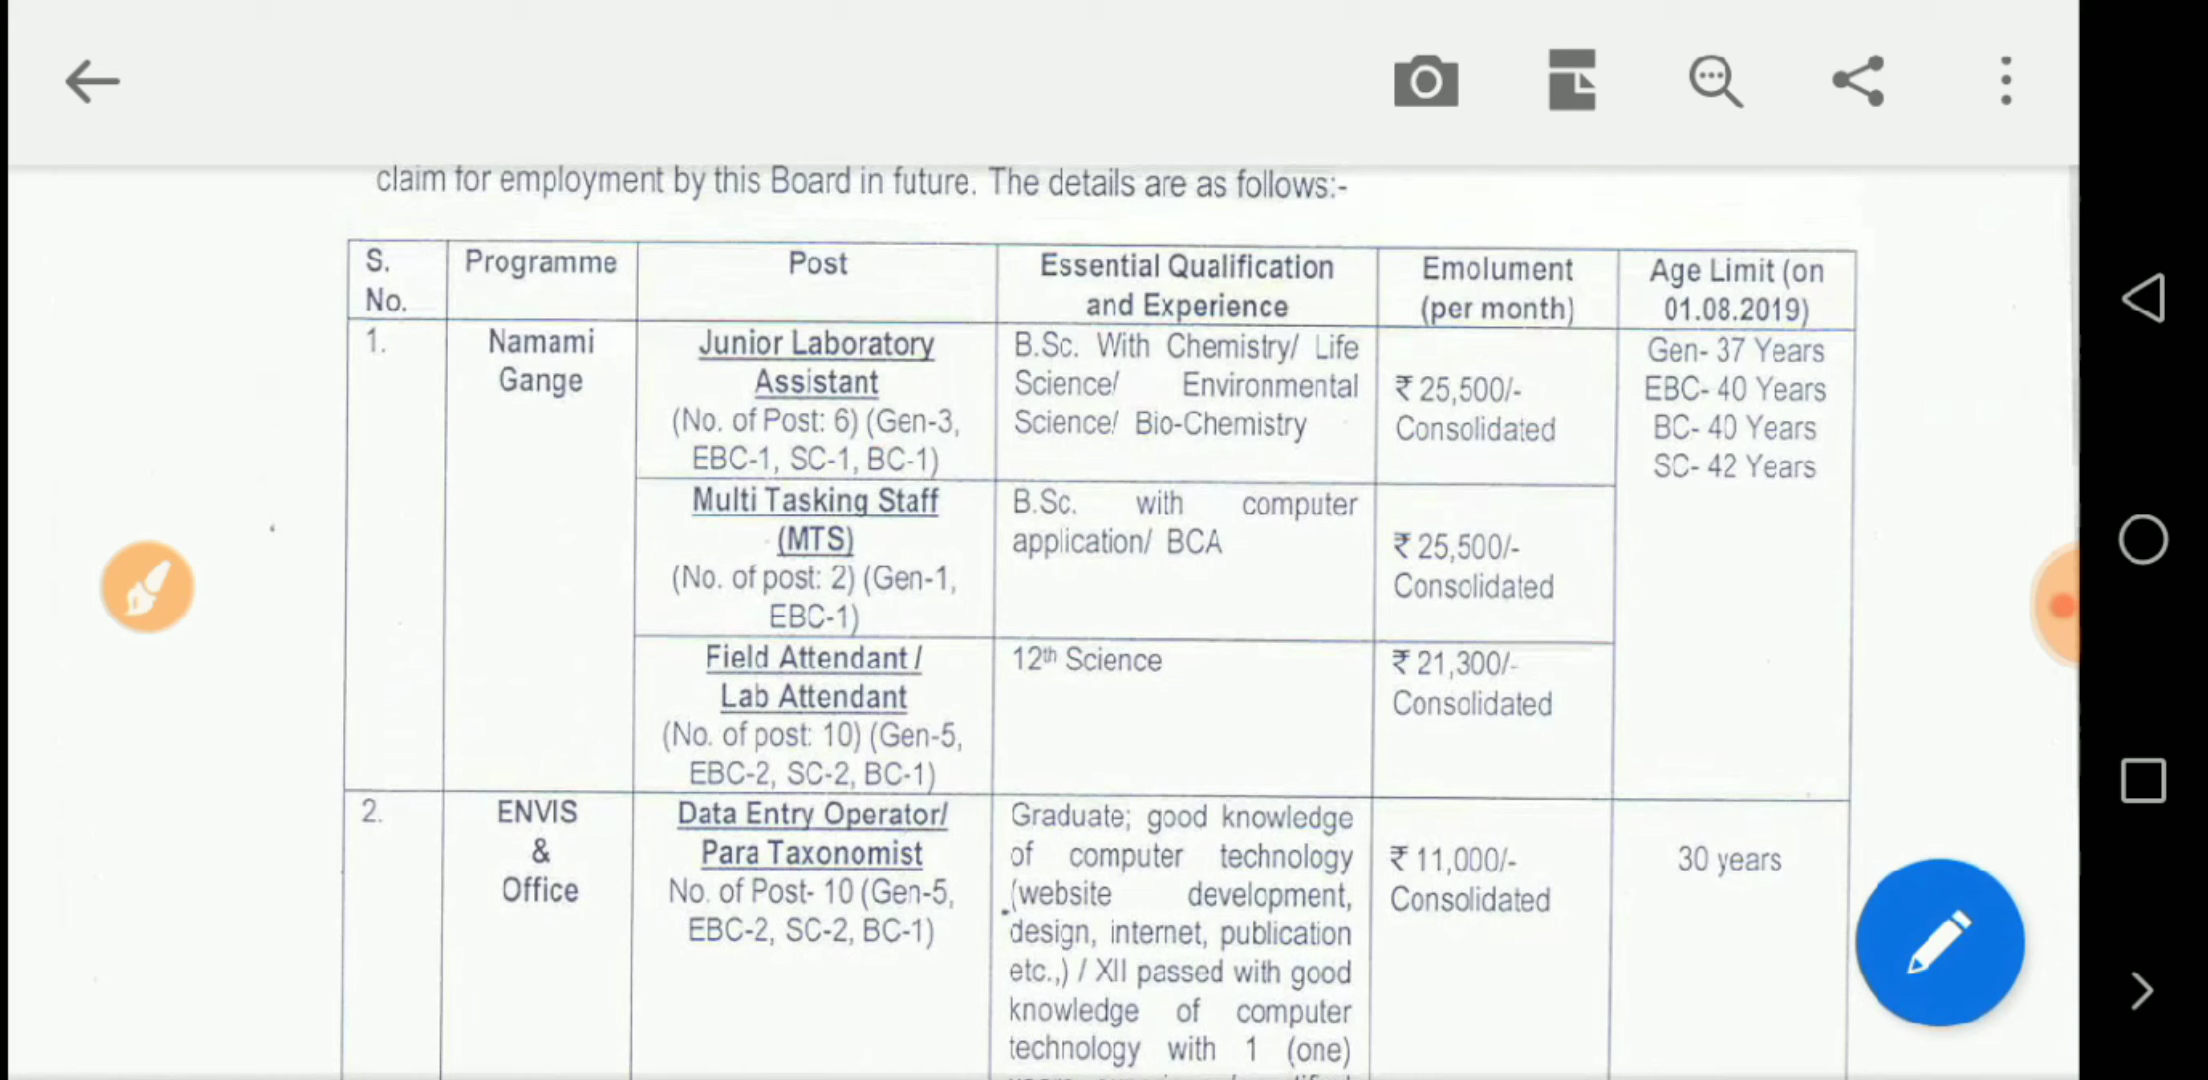 claim for employment by this Board in future. The details are as follows:-
S. No.
Programme
Post
Essential Qualification and Experience
Emolument (per month)
Age Limit (on 01.08.2019)
1.
Namami
Gange
Junior Laboratory
Assistant
(No. of Post: 6) (Gen-3,
EBC-1, SC-1, BC-1)
B.Sc. With Chemistry/ Life
Science/ Environmental
Science/ Bio-Chemistry
₹ 25,500/-
Consolidated
Gen- 37 Years
EBC- 40 Years
BC- 40 Years
SC- 42 Years
Multi Tasking Staff
(MTS)
(No. of post: 2) (Gen-1,
EBC-1)
B.Sc. with computer
application/ BCA
₹ 25,500/-
Consolidated
Field Attendant /
Lab Attendant
(No. of post: 10) (Gen-5,
EBC-2, SC-2, BC-1)
12th Science
₹ 21,300/-
Consolidated
2.
ENVIS
&
Office
Data Entry Operator/
Para Taxonomist
No. of Post- 10 (Gen-5,
EBC-2, SC-2, BC-1)
Graduate; good knowledge
of computer technology
(website development,
design, internet, publication
etc.,) / XII passed with good
knowledge of computer
technology with 1 (one)
₹ 11,000/-
Consolidated
30 years